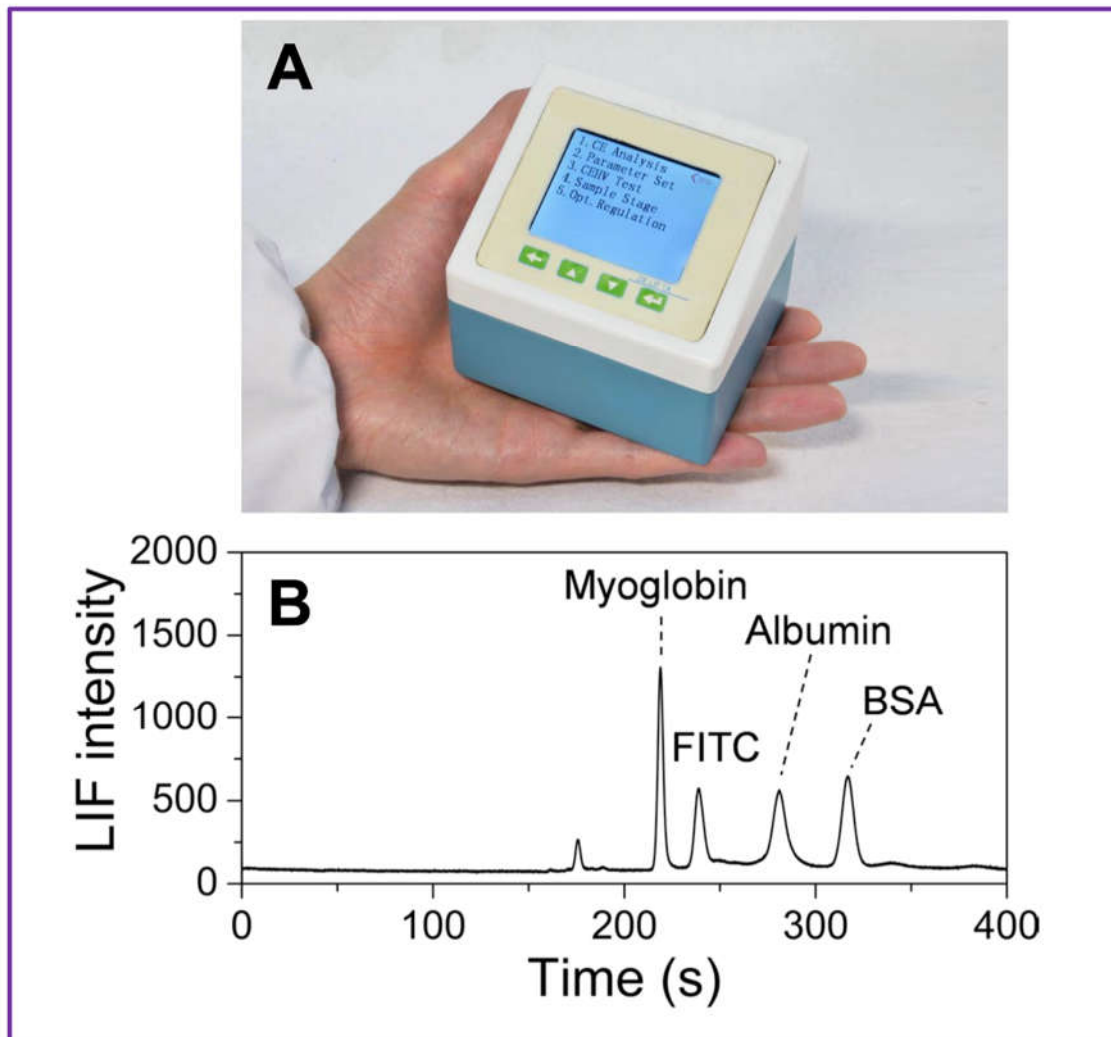 A
1. CE Analysis
2. Parameter Set
3. CEHV Test
4. Sample Stage
5. Opt. Regulation
B
Myoglobin
Albumin
BSA
FITC
LIF intensity
2000
1500
1000
500
0
0 100 200 300 400
Time (s)